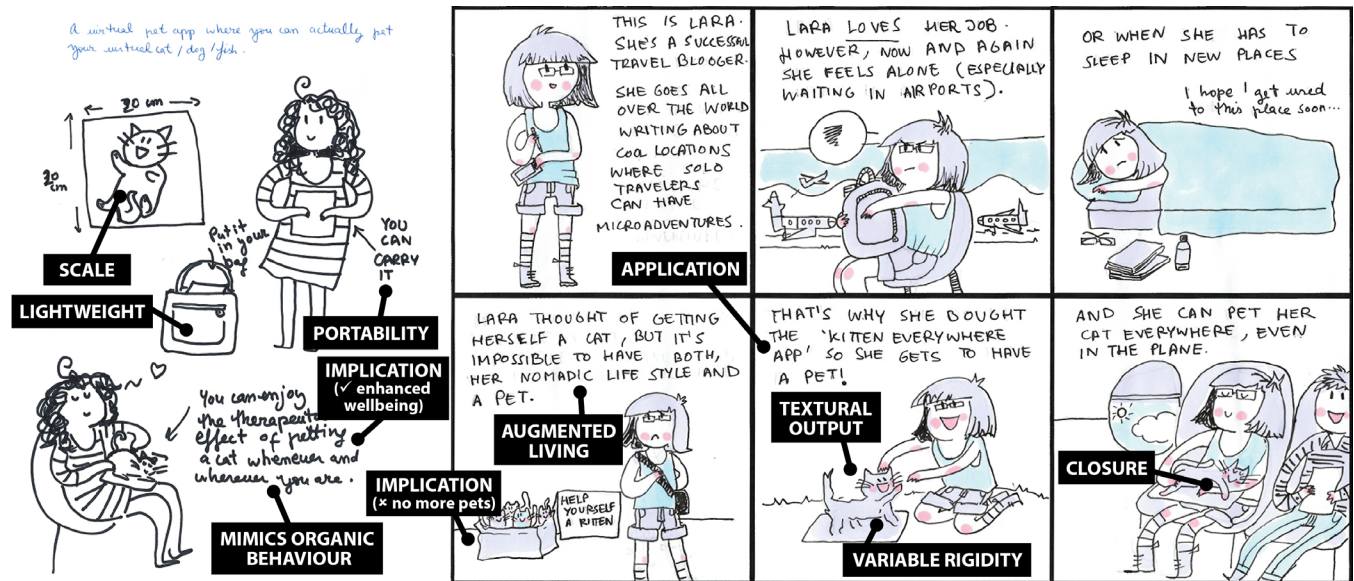 A virtual pet app where you can actually pet
your virtual cat / dog / fish.
30 cm
30
cm
SCALE
Put it
in your
bag
LIGHTWEIGHT
YOU
CAN
CARRY
IT
PORTABILITY
You can enjoy
the therapeutic
effect of petting
a cat whenever and
wherever you are.
IMPLICATION
(✓ enhanced
wellbeing)
MIMICS ORGANIC
BEHAVIOUR
THIS IS LARA.
SHE'S A SUCCESSFUL
TRAVEL BLOGGER.
SHE GOES ALL
OVER THE WORLD
WRITING ABOUT
COOL LOCATIONS
WHERE SOLO
TRAVELERS
CAN HAVE
MICROADVENTURES.
LARA LOVES HER JOB.
HOWEVER, NOW AND AGAIN
SHE FEELS ALONE (ESPECIALLY
WAITING IN AIRPORTS).
OR WHEN SHE HAS TO
SLEEP IN NEW PLACES
I hope I get used
to this place soon...
APPLICATION
LARA THOUGHT OF GETTING
HERSELF A CAT, BUT IT'S
IMPOSSIBLE TO HAVE BOTH,
HER NOMADIC LIFE STYLE AND
A PET.
AUGMENTED
LIVING
IMPLICATION
(× no more pets)
HELP
YOURSELF
A KITTEN
THAT'S WHY SHE BOUGHT
THE 'KITTEN EVERYWHERE
APP' SO SHE GETS TO HAVE
A PET!
TEXTURAL
OUTPUT
VARIABLE RIGIDITY
AND SHE CAN PET HER
CAT EVERYWHERE, EVEN
IN THE PLANE.
CLOSURE